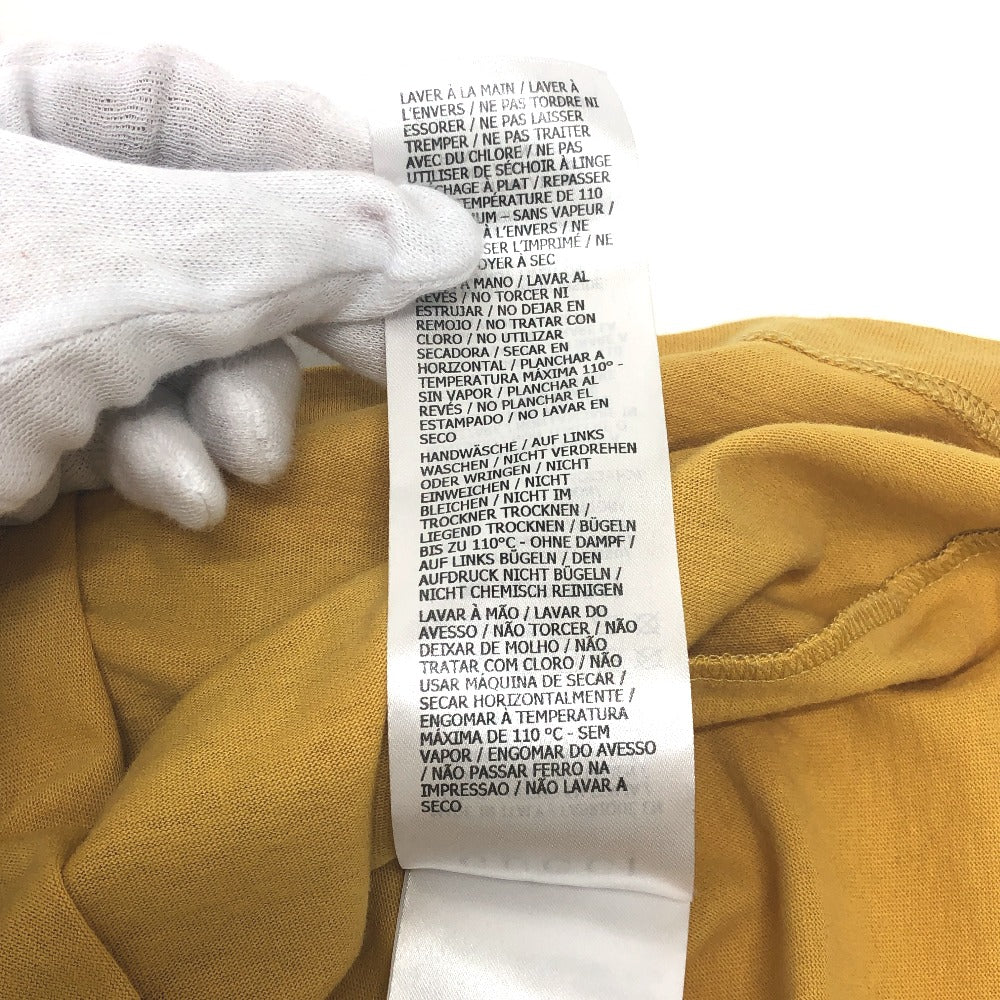 LAVER À LA MAIN / LAVER À
L'ENVERS / NE PAS TORDRE NI
ESSORER / NE PAS LAISSER
TREMPER / NE PAS TRAITER
AVEC DU CHLORE / NE PAS
UTILISER DE SÉCHOIR À LINGE
CHAGE À PLAT / REPASSER
EMPÉRATURE DE 110
UM – SANS VAPEUR /
À L'ENVERS / NE
SER L'IMPRIMÉ / NE
OYER À SEC
A MANO / LAVAR AL
REVÉS / NO TORCER NI
ESTRUJAR / NO DEJAR EN
REMOJO / NO TRATAR CON
CLORO / NO UTILIZAR
SECADORA / SECAR EN
HORIZONTAL / PLANCHAR A
TEMPERATURA MÁXIMA 110° -
SIN VAPOR / PLANCHAR AL
REVÉS / NO PLANCHAR EL
ESTAMPADO / NO LAVAR EN
SECO
HANDWÄSCHE / AUF LINKS
WASCHEN / NICHT VERDREHEN
ODER WRINGEN / NICHT
EINWEICHEN / NICHT
BLEICHEN / NICHT IM
TROCKNER TROCKNEN /
LIEGEND TROCKNEN / BÜGELN
BIS ZU 110°C - OHNE DAMPF /
AUF LINKS BÜGELN / DEN
AUFDRUCK NICHT BÜGELN /
NICHT CHEMISCH REINIGEN
LAVAR À MÃO / LAVAR DO
AVESSO / NÃO TORCER / NÃO
DEIXAR DE MOLHO / NÃO
TRATAR COM CLORO / NÃO
USAR MÁQUINA DE SECAR /
SECAR HORIZONTALMENTE /
ENGOMAR À TEMPERATURA
MÁXIMA DE 110 °C - SEM
VAPOR / ENGOMAR DO AVESSO
/ NÃO PASSAR FERRO NA
IMPRESSAO / NÃO LAVAR A
SECO